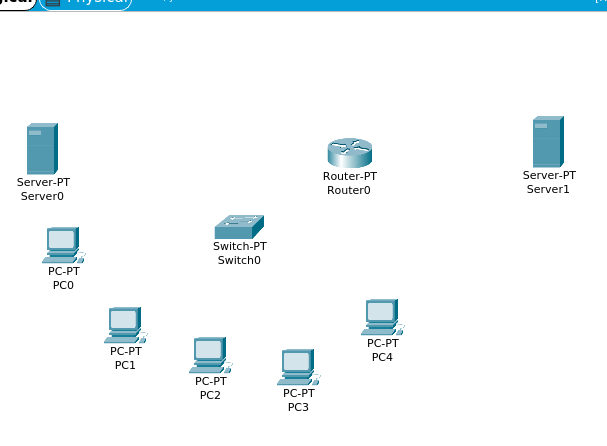 Physical
Server-PT
Server0
Router-PT
Router0
Server-PT
Server1
Switch-PT
Switch0
PC-PT
PC0
PC-PT
PC1
PC-PT
PC2
PC-PT
PC3
PC-PT
PC4